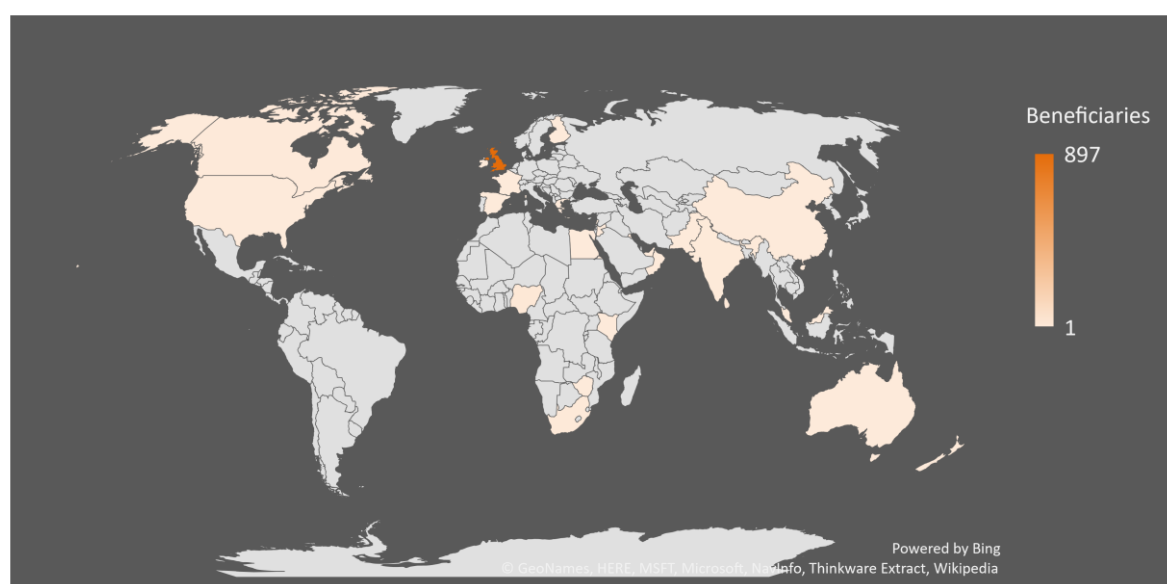 Beneficiaries
897
1
Powered by Bing
© GeoNames, HERE, MSFT, Microsoft, NavInfo, Thinkware Extract, Wikipedia